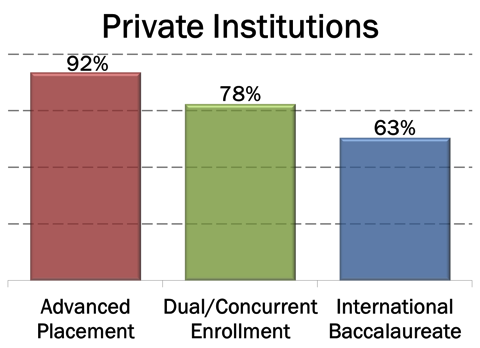 Private Institutions
92%
78%
63%
Advanced
Placement
Dual/Concurrent
Enrollment
International
Baccalaureate